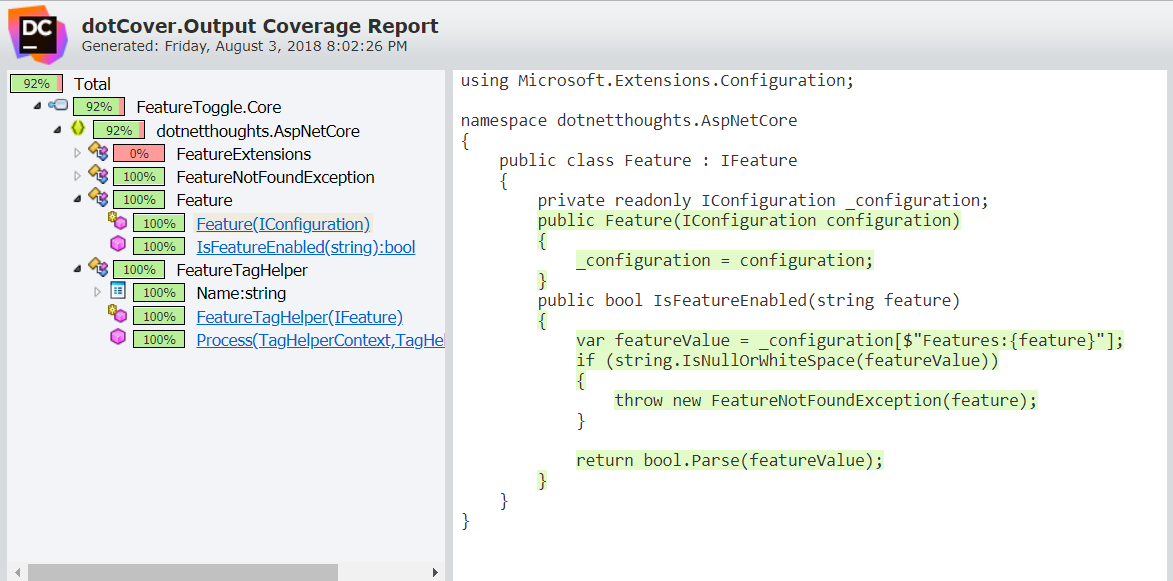 DC
dotCover.Output Coverage Report
Generated: Friday, August 3, 2018 8:02:26 PM
92% Total
92% FeatureToggle.Core
92% dotnetthoughts.AspNetCore
0% FeatureExtensions
100% FeatureNotFoundException
100% Feature
100% Feature(IConfiguration)
100% IsFeatureEnabled(string):bool
100% FeatureTagHelper
100% Name:string
100% FeatureTagHelper(IFeature)
100% Process(TagHelperContext,TagHel
using Microsoft.Extensions.Configuration;
namespace dotnetthoughts.AspNetCore
{
public class Feature : IFeature
{
private readonly IConfiguration _configuration;
public Feature(IConfiguration configuration)
{
_configuration = configuration;
}
public bool IsFeatureEnabled(string feature)
{
var featureValue = _configuration[$"Features:{feature}"];
if (string.IsNullOrWhiteSpace(featureValue))
{
throw new FeatureNotFoundException(feature);
}
return bool.Parse(featureValue);
}
}
}